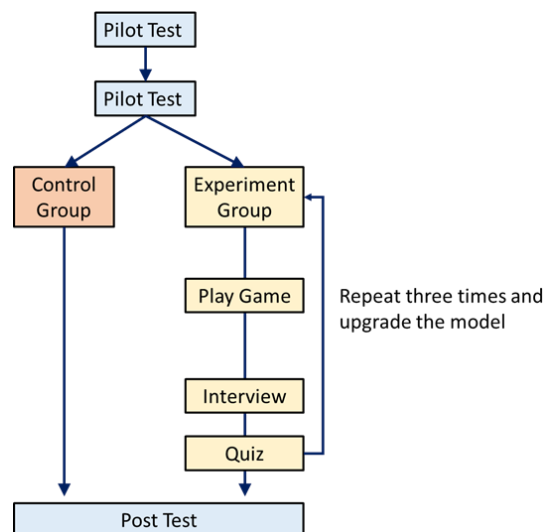 Pilot Test
Pilot Test
Control
Group
Experiment
Group
Play Game
Repeat three times and
upgrade the model
Interview
Quiz
Post Test